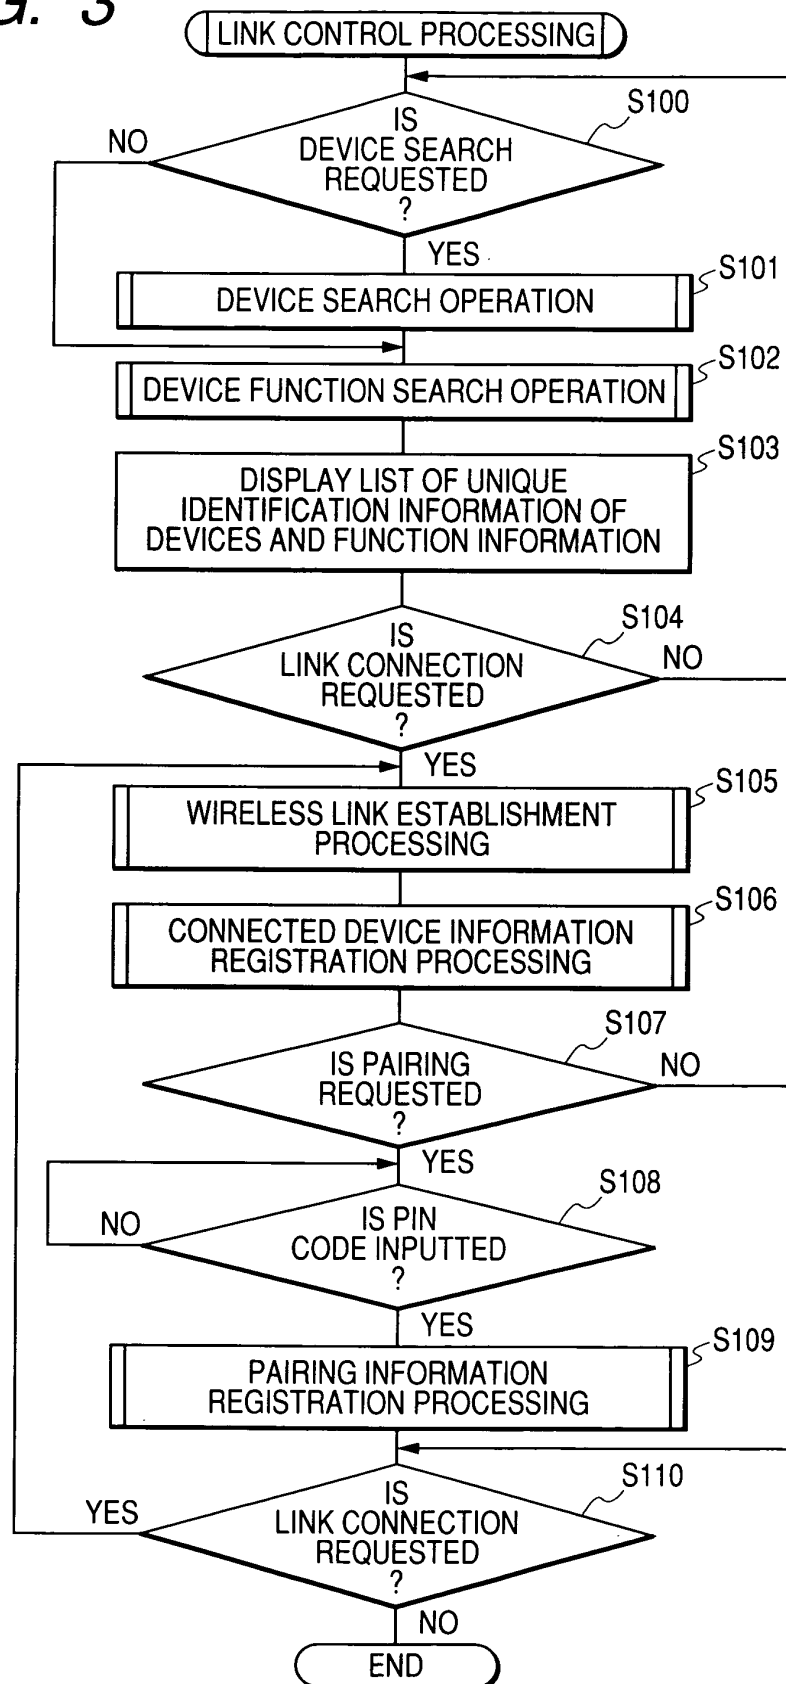 G. 3
LINK CONTROL PROCESSING
S100
IS
DEVICE SEARCH
REQUESTED
?
NO
YES
S101
DEVICE SEARCH OPERATION
S102
DEVICE FUNCTION SEARCH OPERATION
S103
DISPLAY LIST OF UNIQUE
IDENTIFICATION INFORMATION OF
DEVICES AND FUNCTION INFORMATION
S104
IS
LINK CONNECTION
REQUESTED
?
NO
YES
S105
WIRELESS LINK ESTABLISHMENT
PROCESSING
S106
CONNECTED DEVICE INFORMATION
REGISTRATION PROCESSING
S107
IS PAIRING
REQUESTED
?
NO
YES
S108
IS PIN
CODE INPUTTED
?
NO
YES
S109
PAIRING INFORMATION
REGISTRATION PROCESSING
S110
IS
LINK CONNECTION
REQUESTED
?
YES
NO
END